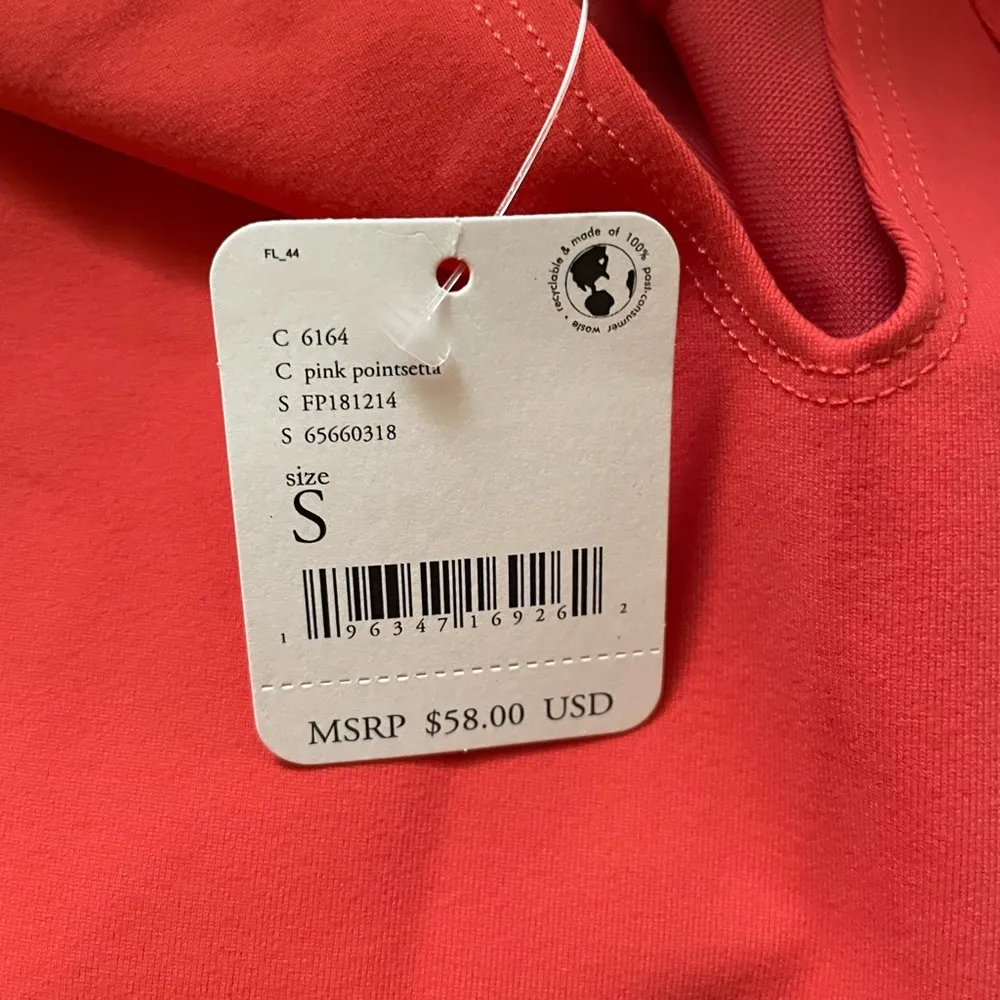 FL_44
recyclable & made of 100% post-consumer waste •
C 6164
C pink pointsetta
S FP181214
S 65660318
size
S
1 96347 16926 2
MSRP $58.00 USD